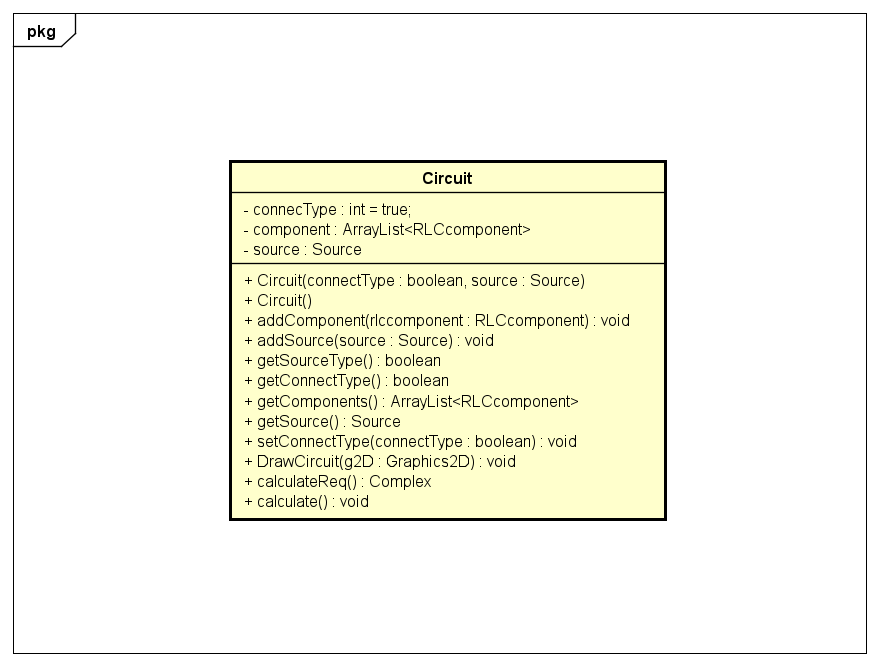 pkg
Circuit
- connecType : int = true;
- component : ArrayList<RLCcomponent>
- source : Source
+ Circuit(connectType : boolean, source : Source)
+ Circuit()
+ addComponent(rlccomponent : RLCcomponent) : void
+ addSource(source : Source) : void
+ getSourceType() : boolean
+ getConnectType() : boolean
+ getComponents() : ArrayList<RLCcomponent>
+ getSource() : Source
+ setConnectType(connectType : boolean) : void
+ DrawCircuit(g2D : Graphics2D) : void
+ calculateReq() : Complex
+ calculate() : void